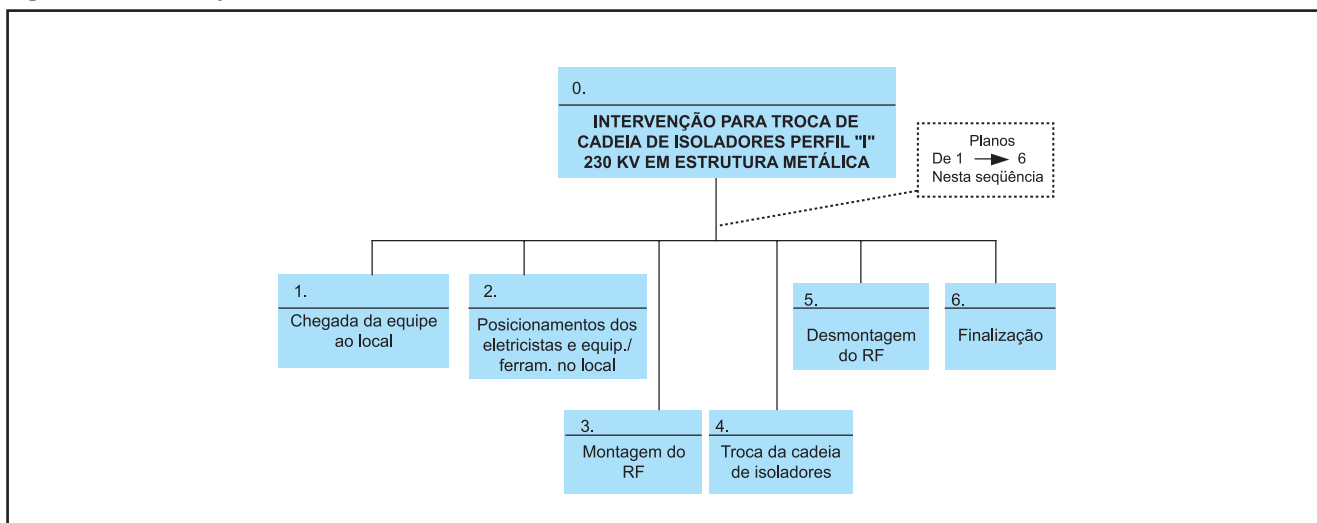 0.
INTERVENÇÃO PARA TROCA DE
CADEIA DE ISOLADORES PERFIL "I"
230 KV EM ESTRUTURA METÁLICA
Planos
De 1 → 6
Nesta seqüência
1.
Chegada da equipe
ao local
2.
Posicionamentos dos
eletricistas e equip./
ferram. no local
3.
Montagem do
RF
4.
Troca da cadeia
de isoladores
5.
Desmontagem
do RF
6.
Finalização